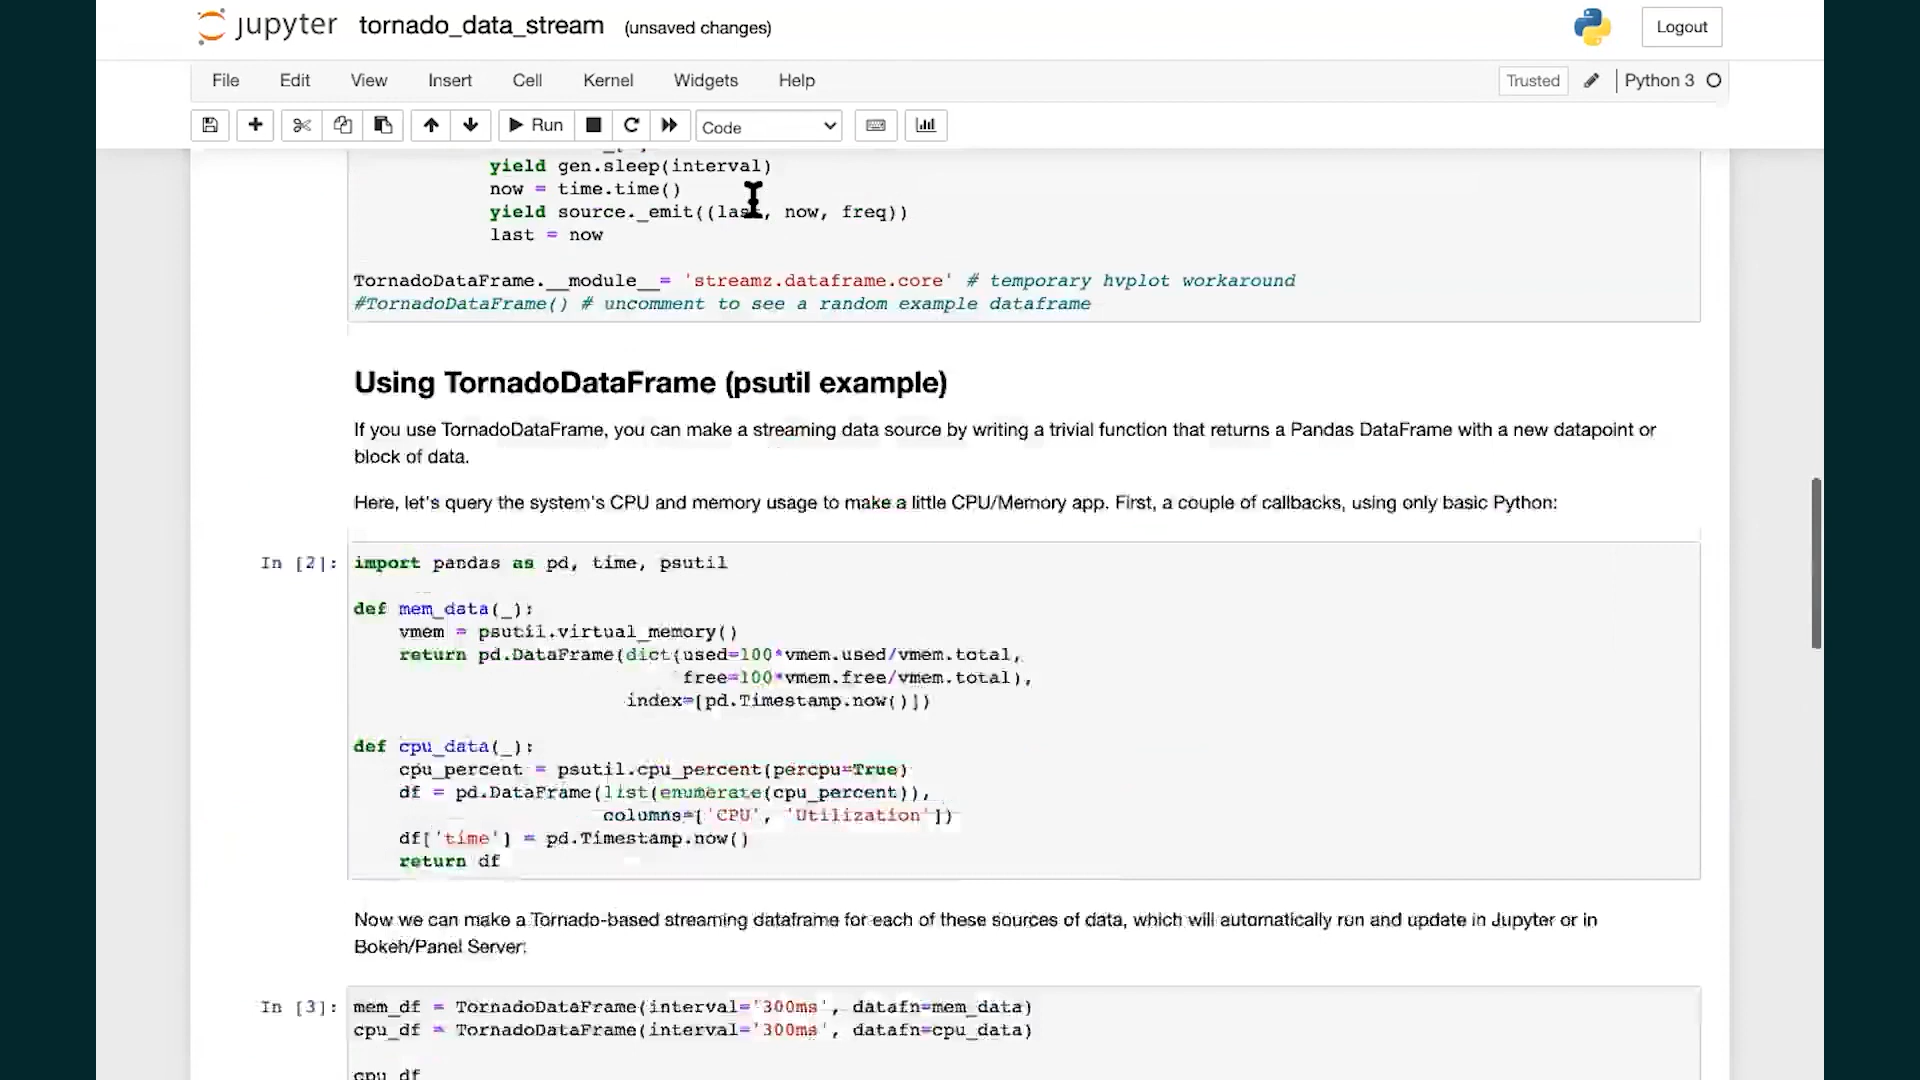 jupyter tornado_data_stream (unsaved changes) Logout
File Edit View Insert Cell Kernel Widgets Help Trusted Python 3
Run Code
yield gen.sleep(interval)
now = time.time()
yield source._emit((last, now, freq))
last = now
TornadoDataFrame.__module__= 'streamz.dataframe.core' # temporary hvplot workaround
#TornadoDataFrame() # uncomment to see a random example dataframe
Using TornadoDataFrame (psutil example)
If you use TornadoDataFrame, you can make a streaming data source by writing a trivial function that returns a Pandas DataFrame with a new datapoint or
block of data.
Here, let's query the system's CPU and memory usage to make a little CPU/Memory app. First, a couple of callbacks, using only basic Python:
In [2]: import pandas as pd, time, psutil
def mem_data(_):
vmem = psutil.virtual_memory()
return pd.DataFrame(dict(used=100*vmem.used/vmem.total,
free=100*vmem.free/vmem.total),
index=[pd.Timestamp.now()])
def cpu_data(_):
cpu_percent = psutil.cpu_percent(percpu=True)
df = pd.DataFrame(list(enumerate(cpu_percent)),
columns=['CPU', 'Utilization'])
df['time'] = pd.Timestamp.now()
return df
Now we can make a Tornado-based streaming dataframe for each of these sources of data, which will automatically run and update in Jupyter or in
Bokeh/Panel Server:
In [3]: mem_df = TornadoDataFrame(interval='300ms', datafn=mem_data)
cpu_df = TornadoDataFrame(interval='300ms', datafn=cpu_data)
cpu_df